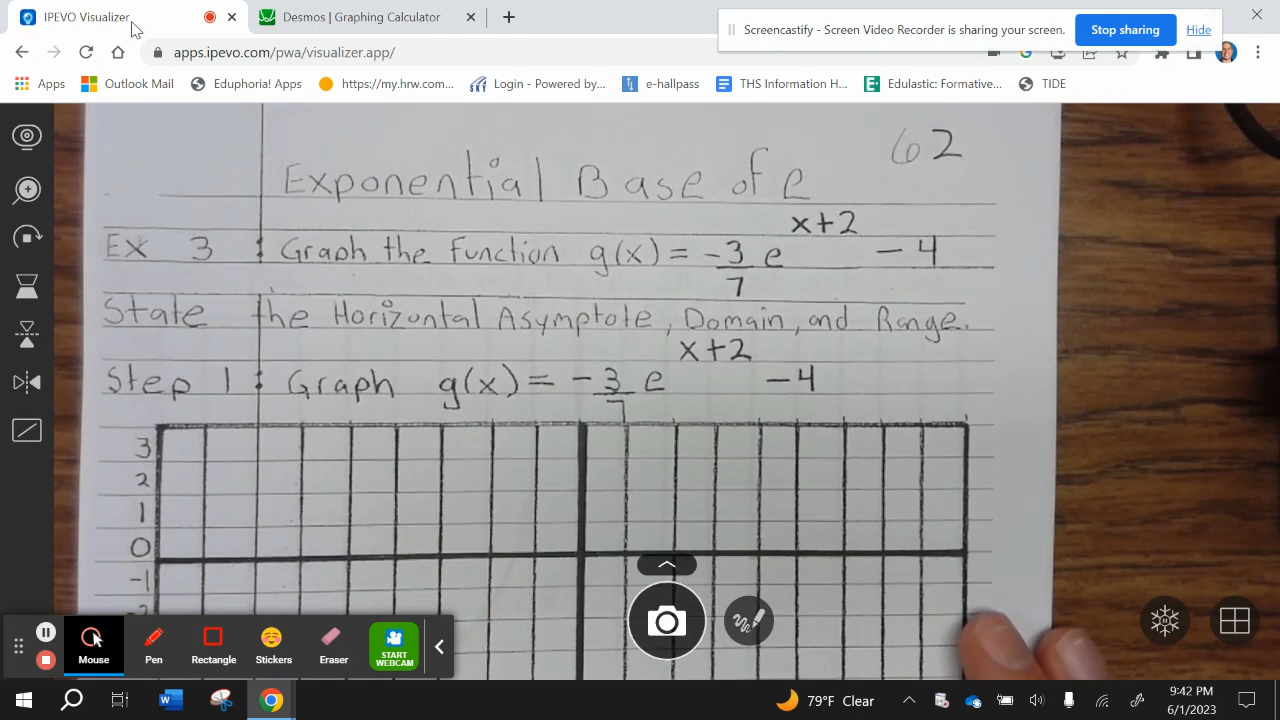 IPEVO Visualizer
Desmos | Graphing Calculator
Screencastify - Screen Video Recorder is sharing your screen. Stop sharing Hide
apps.ipevo.com/pwa/visualizer.app/
Apps Outlook Mail Eduphoria! App... https://my.hrw.com... Login - Powered by... e-hallpass THS Information H... Edulastic: Formative... TIDE
62
Exponential Base of e
x+2
Ex 3 : Graph the Function g(x) = -3 e - 4
7
State the Horizontal Asymptote, Domain, and Range.
x+2
Step 1 : Graph g(x) = -3 e -4
7
3
2
1
0
-1
-2
Mouse Pen Rectangle Stickers Eraser START WEBCAM
79°F Clear
9:42 PM
6/1/2023